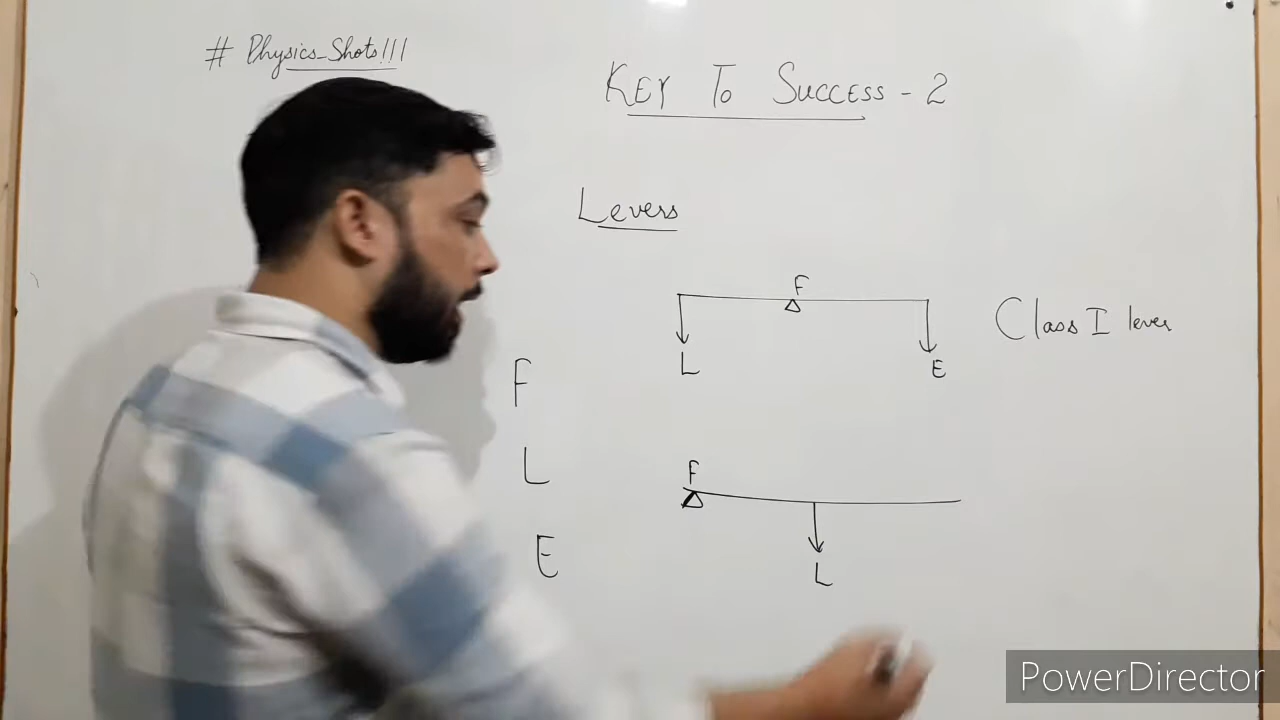 # Physics_Shots!!!
KEY TO SUCCESS - 2
Levers
F
L E
Class I lever
F
L
E
F
L
PowerDirector